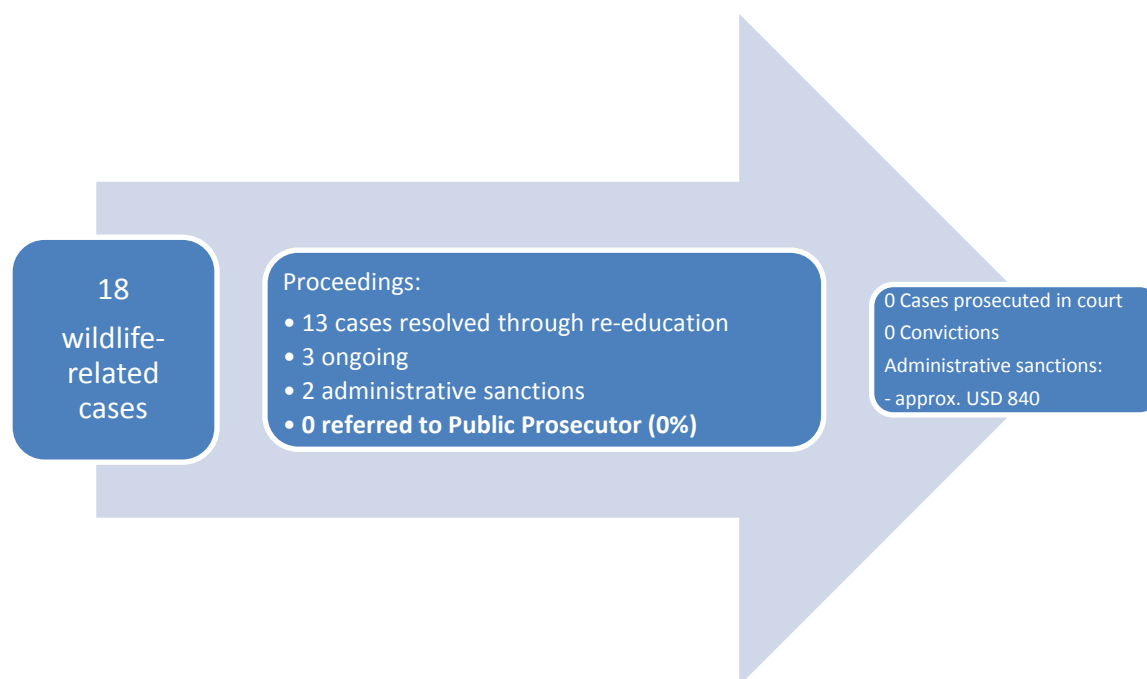 18
wildlife-
related
cases
Proceedings:
• 13 cases resolved through re-education
• 3 ongoing
• 2 administrative sanctions
• 0 referred to Public Prosecutor (0%)
0 Cases prosecuted in court
0 Convictions
Administrative sanctions:
- approx. USD 840